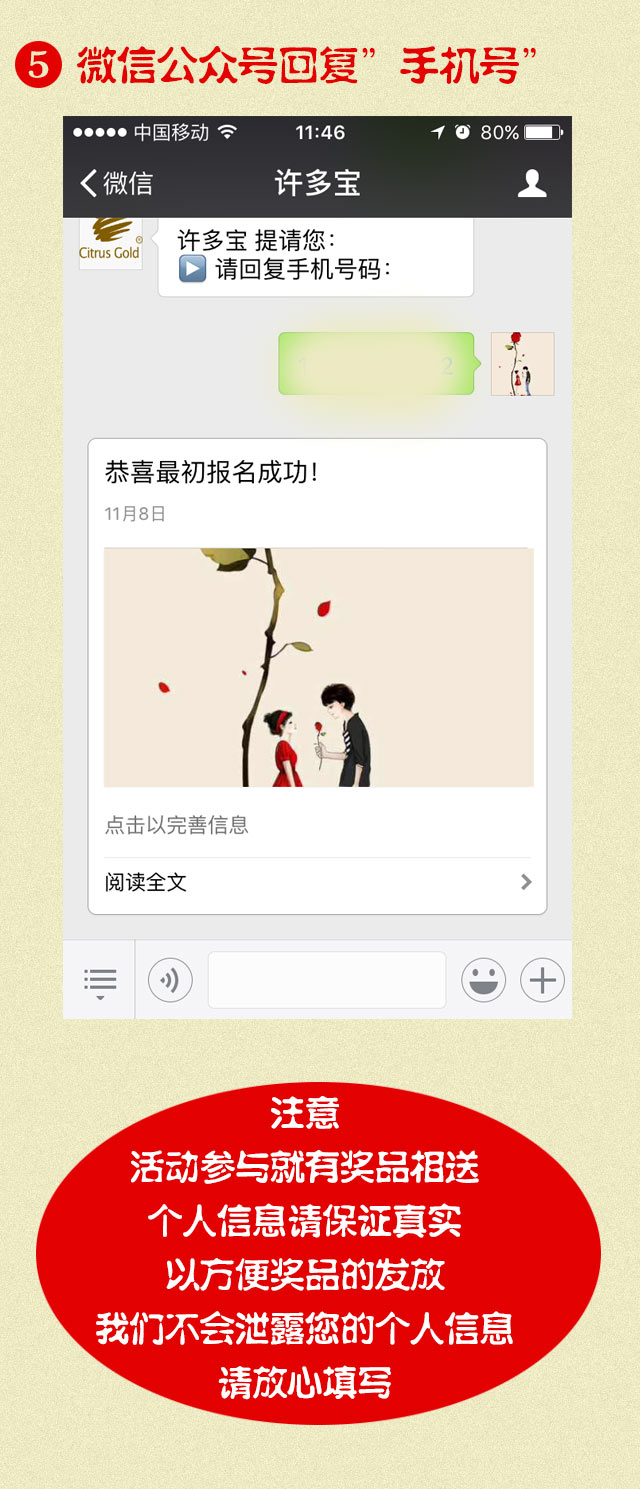 5 微信公众号回复”手机号”
中国移动 11:46 80%
微信 许多宝
Citrus Gold ®
许多宝 提请您:
请回复手机号码:
1 2
恭喜最初报名成功!
11月8日
点击以完善信息
阅读全文
注意
活动参与就有奖品相送
个人信息请保证真实
以方便奖品的发放
我们不会泄露您的个人信息
请放心填写